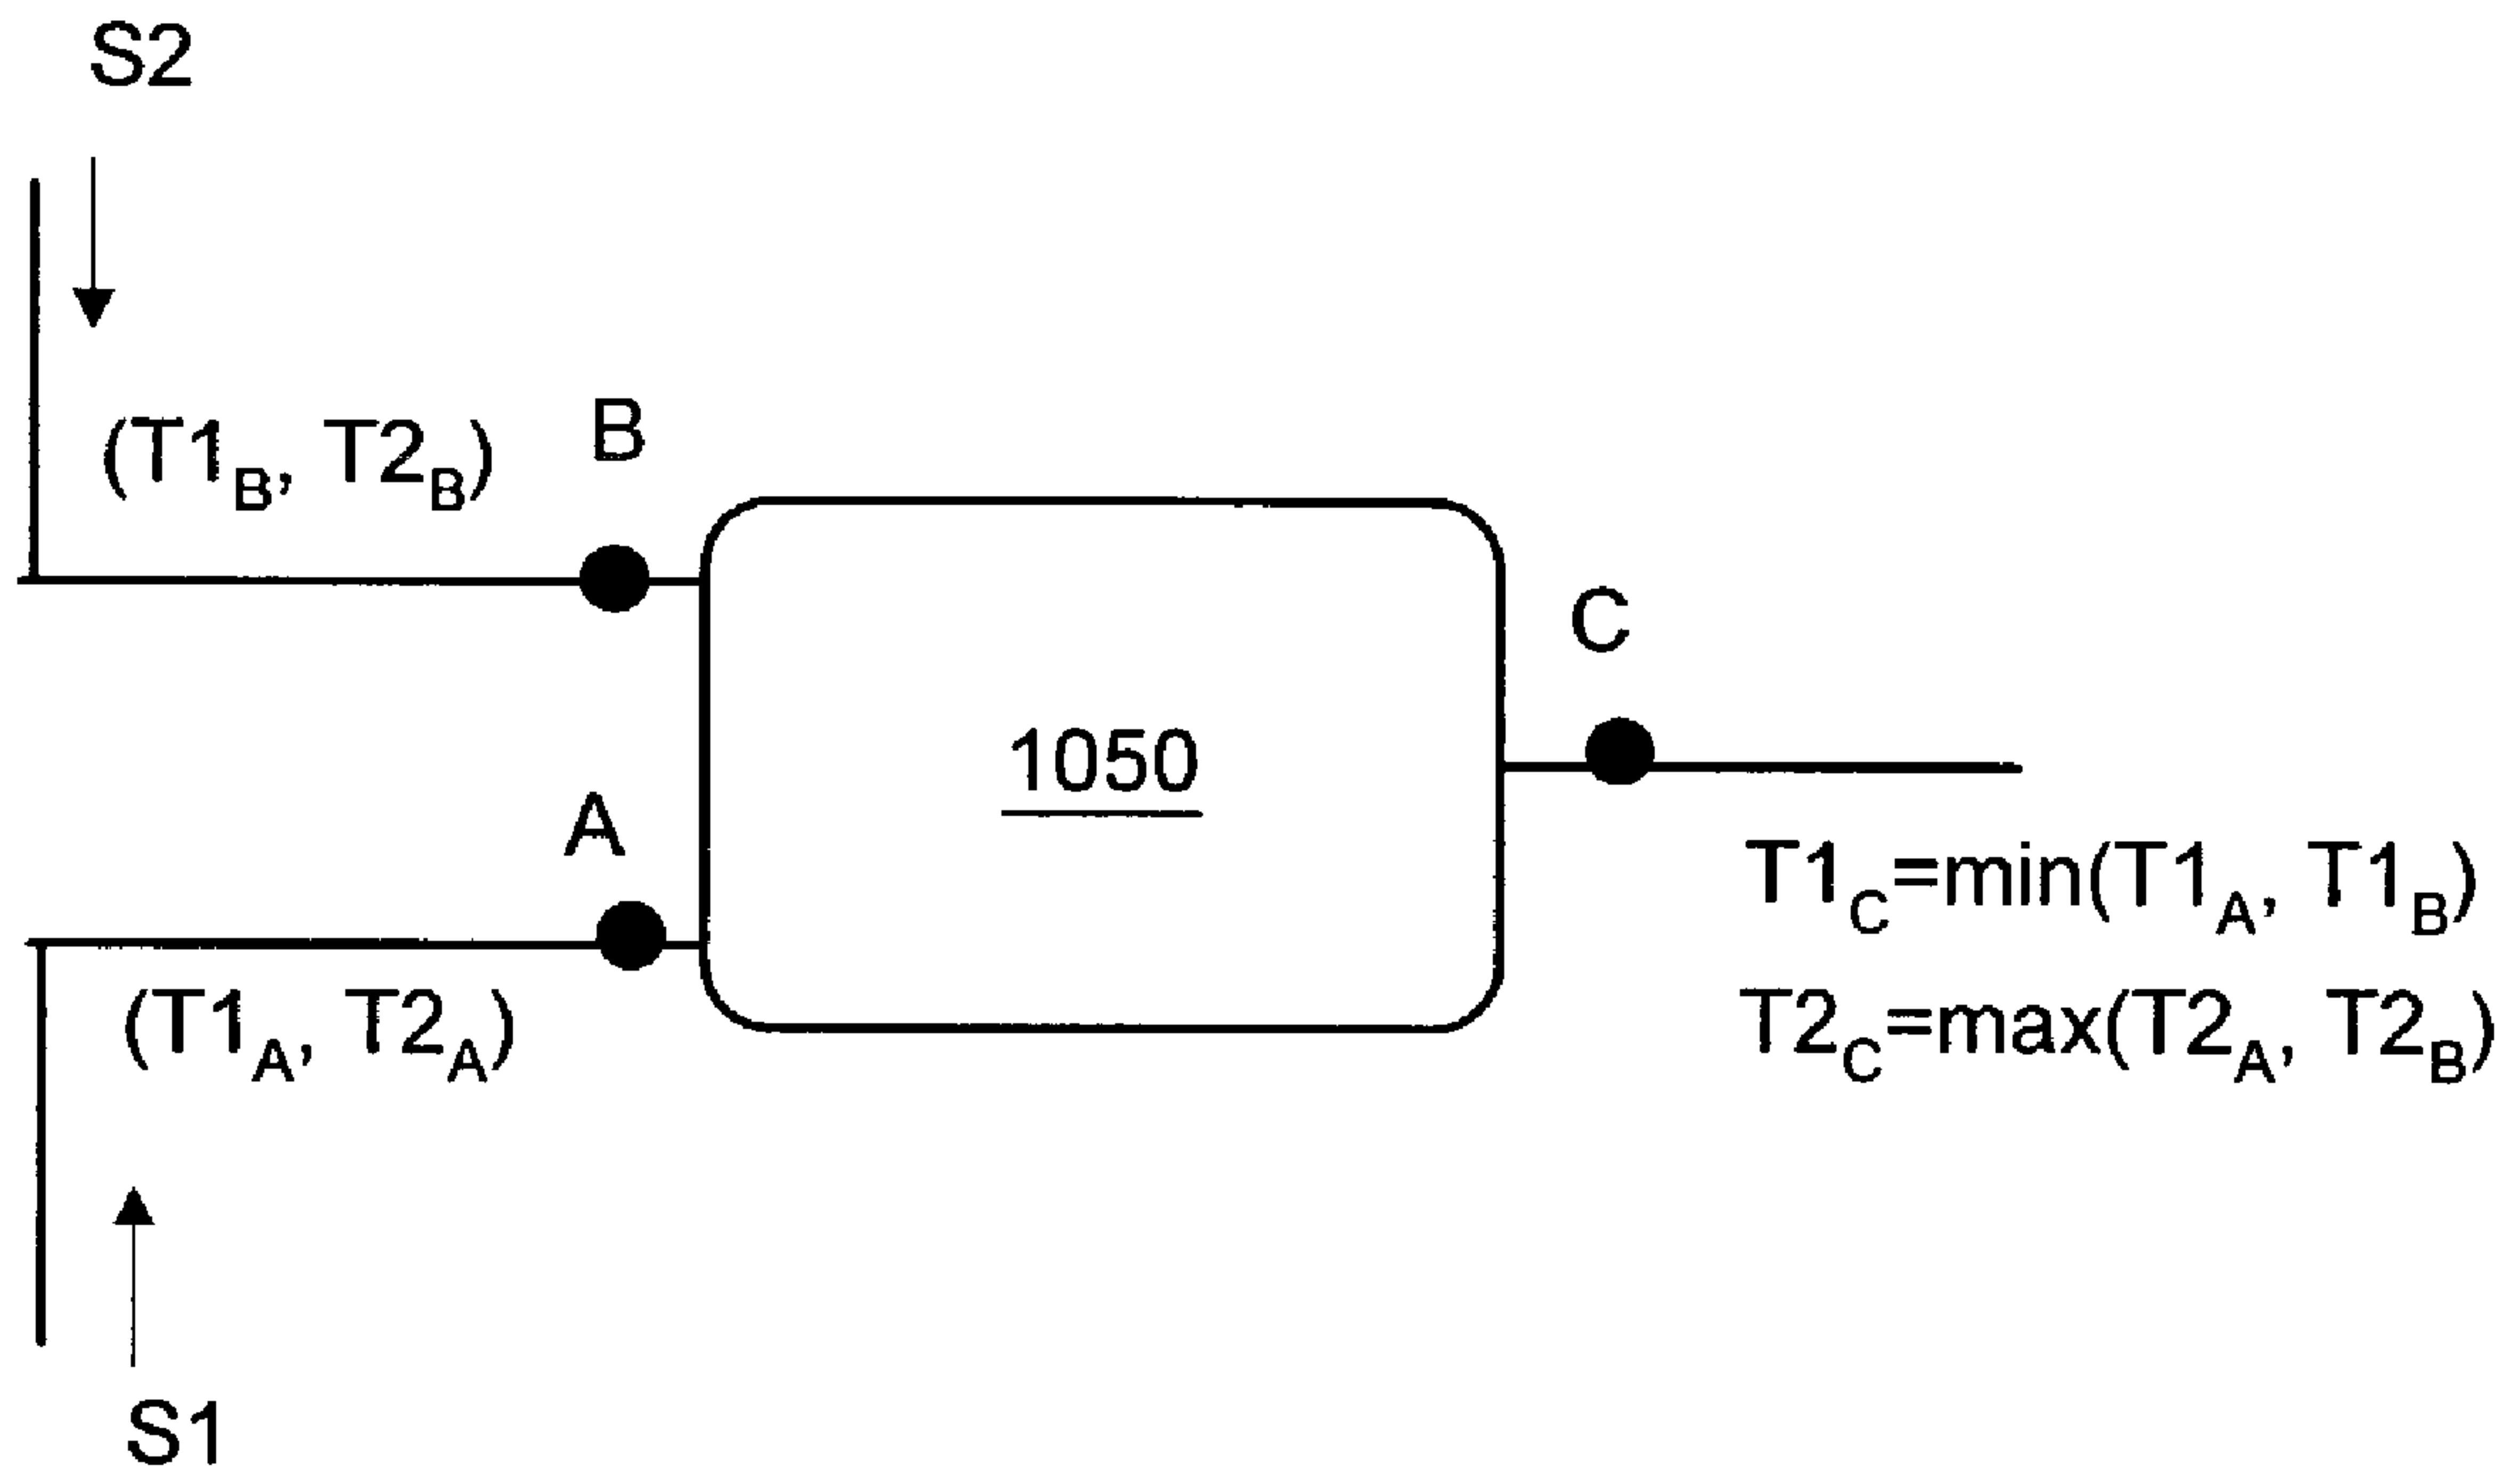 S2
(T1B, T2B)
B
C
1050
A
T1C=min(T1A, T1B)
(T1A, T2A)
T2C=max(T2A, T2B)
S1